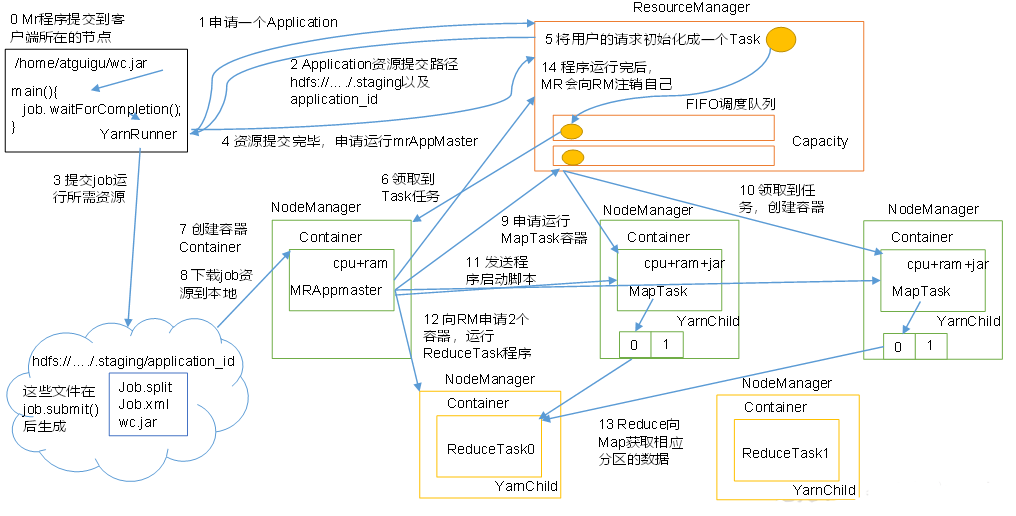 0 Mr程序提交到客
户端所在的节点
/home/atguigu/wc.jar
main(){
job. waitForCompletion();
}
YarnRunner
1 申请一个Application
2 Application资源提交路径
hdfs://… ./.staging以及
application_id
4 资源提交完毕，申请运行mrAppMaster
ResourceManager
5 将用户的请求初始化成一个Task
14 程序运行完后，
MR会向RM注销自己
FIFO调度队列
Capacity
3 提交job运
行所需资源
6 领取到
Task任务
NodeManager
Container
cpu+ram
MRAppmaster
7 创建容器
Container
8 下载job资
源到本地
9 申请运行
MapTask容器
11 发送程
序启动脚本
NodeManager
Container
cpu+ram+jar
MapTask
YarnChild
0 1
10 领取到任
务，创建容器
NodeManager
Container
cpu+ram+jar
MapTask
YarnChild
0 1
12 向RM申请2个
容器，运行
ReduceTask程序
hdfs://… ./.staging/application_id
这些文件在
job.submit()
后生成
Job.split
Job.xml
wc.jar
NodeManager
Container
ReduceTask0
YarnChild
13 Reduce向
Map获取相应
分区的数据
NodeManager
Container
ReduceTask1
YarnChild